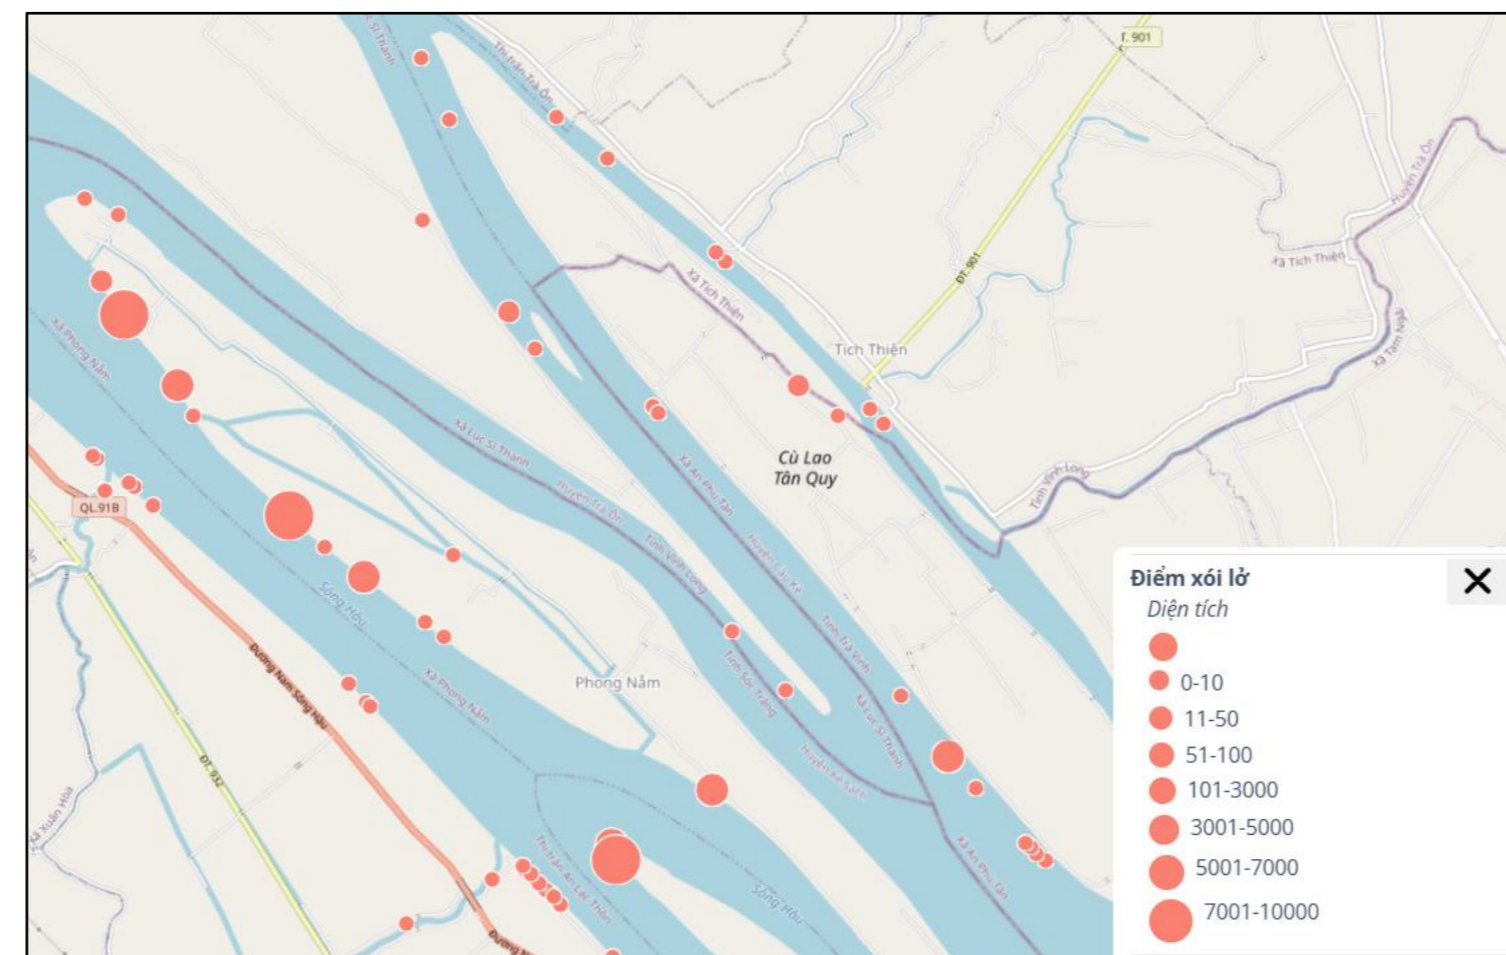 T. 901
Xã Lục Sĩ Thành
Thị trấn Trà Ôn
Huyện Trà Ôn
Xã Tích Thiện
ĐT. 901
Xã Tích Thiện
Xã Phong Nẫm
Tích Thiện
Xã Tam Ngãi
Xã Lục Sĩ Thành
Cù Lao
Tân Quy
Xã An Phú Tân
Tỉnh Vĩnh Long
Huyện Trà Ôn
QL.91B
Tỉnh Vĩnh Long
Huyện Cầu Kè
Sông Hậu
Tỉnh Trà Vinh
Đường Nam Sông Hậu
Xã Phong Nẫm
Phong Nẫm
Tỉnh Sóc Trăng
Xã Lục Sĩ Thành
ĐT. 932
Huyện Kế Sách
Xã Xuân Hòa
Thị trấn An Lạc Thôn
Sông Hậu
Xã An Phú Tân
Điểm xói lở
Diện tích
0-10
11-50
51-100
101-3000
3001-5000
5001-7000
7001-10000